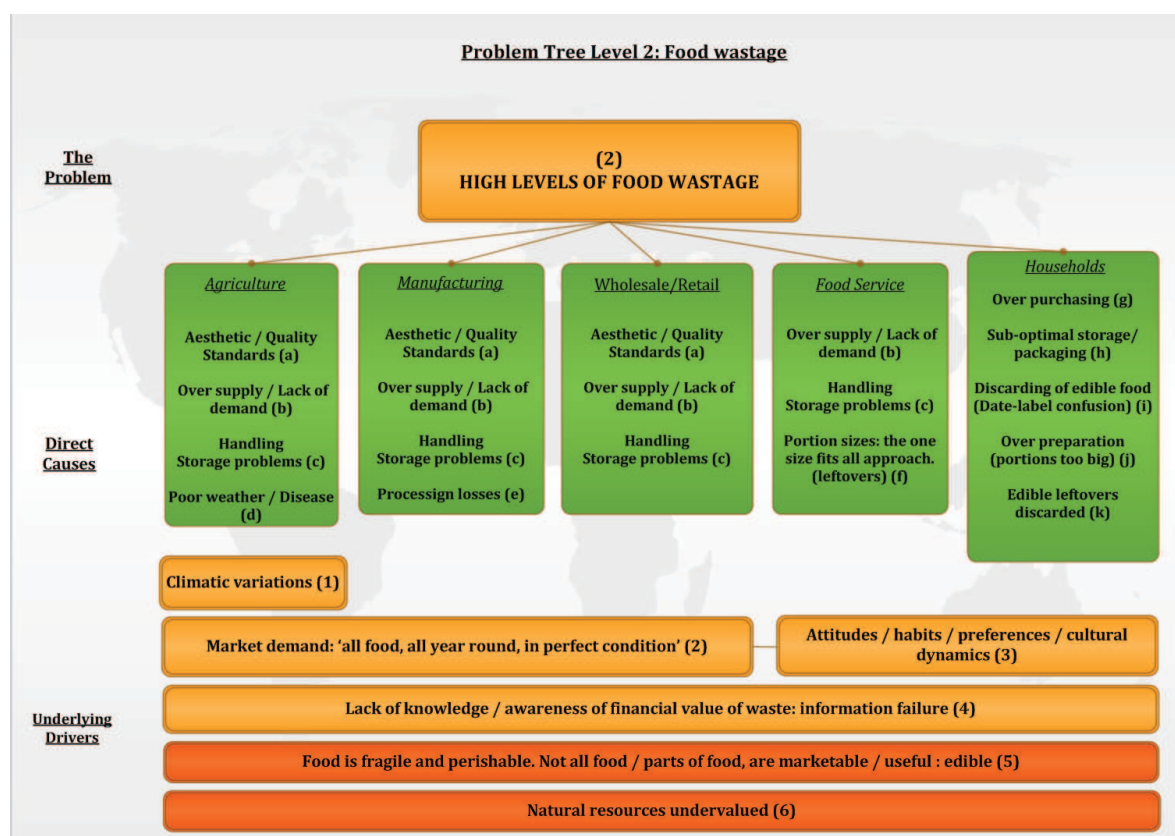 Problem Tree Level 2: Food wastage
The
Problem
(2)
HIGH LEVELS OF FOOD WASTAGE
Direct
Causes
Agriculture
Aesthetic / Quality
Standards (a)
Over supply / Lack of
demand (b)
Handling
Storage problems (c)
Poor weather / Disease
(d)
Manufacturing
Aesthetic / Quality
Standards (a)
Over supply / Lack of
demand (b)
Handling
Storage problems (c)
Processign losses (e)
Wholesale/Retail
Aesthetic / Quality
Standards (a)
Over supply / Lack of
demand (b)
Handling
Storage problems (c)
Food Service
Over supply / Lack of
demand (b)
Handling
Storage problems (c)
Portion sizes: the one
size fits all approach.
(leftovers) (f)
Households
Over purchasing (g)
Sub-optimal storage/
packaging (h)
Discarding of edible food
(Date-label confusion) (i)
Over preparation
(portions too big) (j)
Edible leftovers
discarded (k)
Underlying
Drivers
Climatic variations (1)
Market demand: ‘all food, all year round, in perfect condition’ (2)
Attitudes / habits / preferences / cultural
dynamics (3)
Lack of knowledge / awareness of financial value of waste: information failure (4)
Food is fragile and perishable. Not all food / parts of food, are marketable / useful : edible (5)
Natural resources undervalued (6)